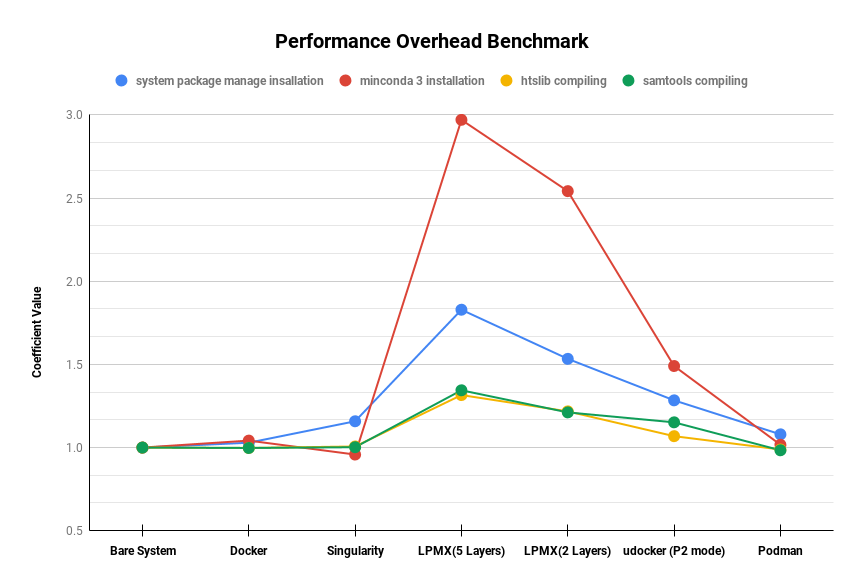 Performance Overhead Benchmark
system package manage insallation minconda 3 installation htslib compiling samtools compiling
3.0
2.5
2.0
1.5
1.0
0.5
Coefficient Value
Bare System Docker Singularity LPMX(5 Layers) LPMX(2 Layers) udocker (P2 mode) Podman